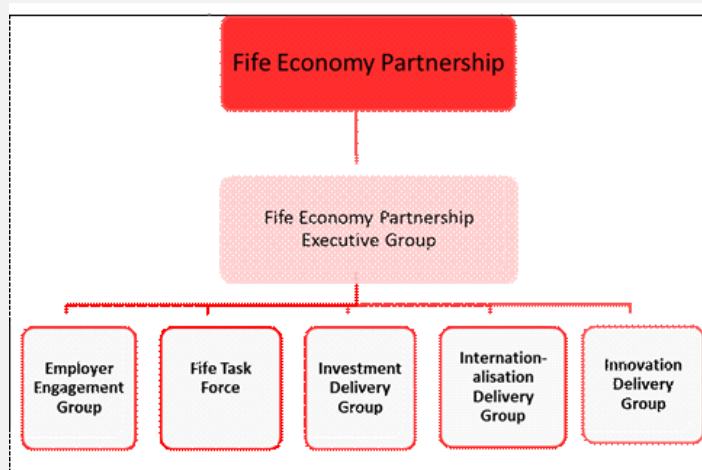 Fife Economy Partnership
Fife Economy Partnership
Executive Group
Employer
Engagement
Group
Fife Task
Force
Investment
Delivery
Group
Internation-
alisation
Delivery
Group
Innovation
Delivery
Group